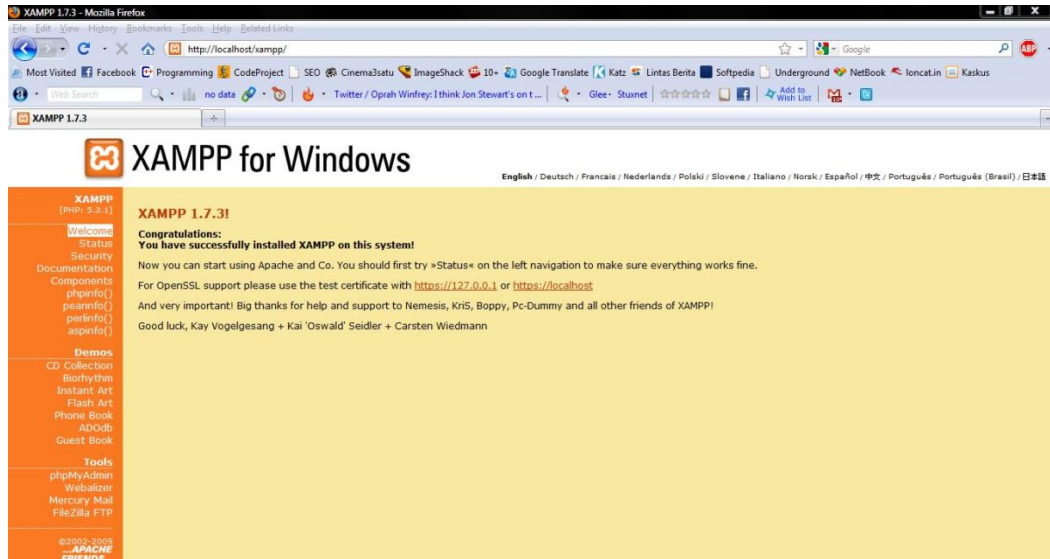 XAMPP 1.7.3 - Mozilla Firefox
File Edit View History Bookmarks Tools Help Related Links
http://localhost/xampp/
Google
ABP
Most Visited Facebook Programming CodeProject SEO Cinema3satu ImageShack 10+ Google Translate Katz Lintas Berita Softpedia Underground NetBook loncat.in Kaskus
Web Search no data Twitter / Oprah Winfrey: I think Jon Stewart's on t... Glee· Stuxnet Add to Wish List
XAMPP 1.7.3
XAMPP for Windows
English / Deutsch / Francais / Nederlands / Polski / Slovene / Italiano / Norsk / Español / 中文 / Português / Português (Brasil) / 日本語
XAMPP
[PHP: 5.3.1]
Welcome
Status
Security
Documentation
Components
phpinfo()
pearinfo()
perlinfo()
aspinfo()
Demos
CD Collection
Biorhythm
Instant Art
Flash Art
Phone Book
ADOdb
Guest Book
Tools
phpMyAdmin
Webalizer
Mercury Mail
FileZilla FTP
©2002-2009
...APACHE
FRIENDS
XAMPP 1.7.3!
Congratulations:
You have successfully installed XAMPP on this system!
Now you can start using Apache and Co. You should first try »Status« on the left navigation to make sure everything works fine.
For OpenSSL support please use the test certificate with https://127.0.0.1 or https://localhost
And very important! Big thanks for help and support to Nemesis, KriS, Boppy, Pc-Dummy and all other friends of XAMPP!
Good luck, Kay Vogelgesang + Kai 'Oswald' Seidler + Carsten Wiedmann